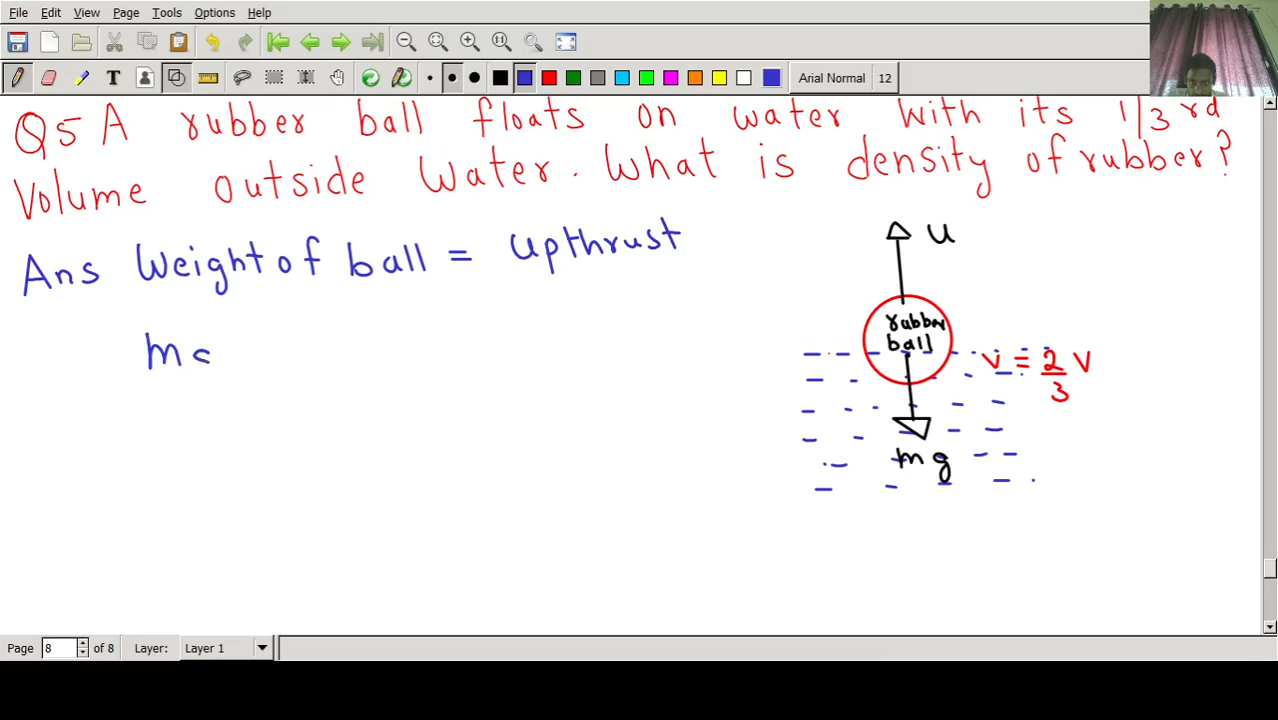 File Edit View Page Tools Options Help
Arial Normal 12
Q5 A rubber ball floats on water with its 1/3 rd
Volume outside Water. What is density of rubber?
Ans Weight of ball = upthrust
u
rubber
ball
m
v = 2/3 V
mg
Page 8 of 8 Layer: Layer 1